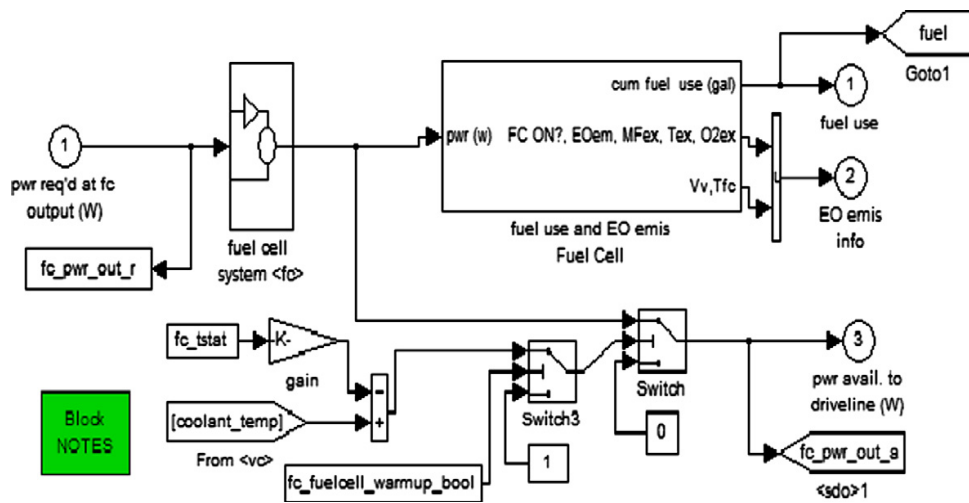 fuel
Goto1
cum fuel use (gal)
1
fuel use
1
pwr (w)
FC ON?, EOem, MFex, Tex, O2ex
pwr req'd at fc
output (W)
Vv,Tfc
2
EO emis
info
fuel cell
system <fc>
fuel use and EO emis
Fuel Cell
fc_pwr_out_r
fc_tstat
-K-
gain
-
+
[coolant_temp]
From <vc>
Switch3
Switch
3
pwr avail. to
driveline (W)
Block
NOTES
0
1
fc_pwr_out_a
<sdo>1
fc_fuelcell_warmup_bool